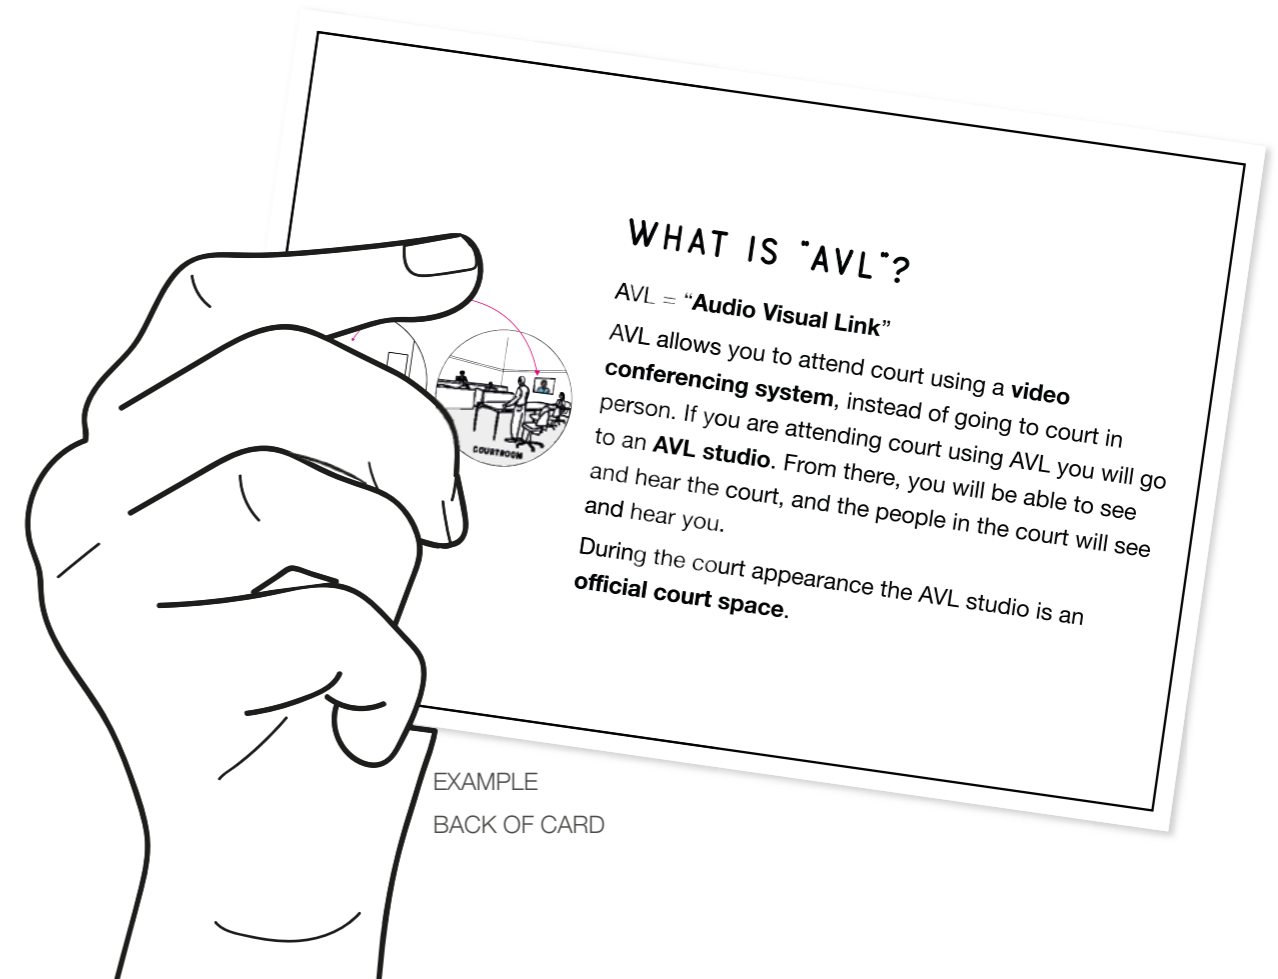 WHAT IS "AVL"?
AVL = “Audio Visual Link”
AVL allows you to attend court using a video
conferencing system, instead of going to court in
person. If you are attending court using AVL you will go
to an AVL studio. From there, you will be able to see
and hear the court, and the people in the court will see
and hear you.
During the court appearance the AVL studio is an
official court space.
COURTROOM
EXAMPLE
BACK OF CARD